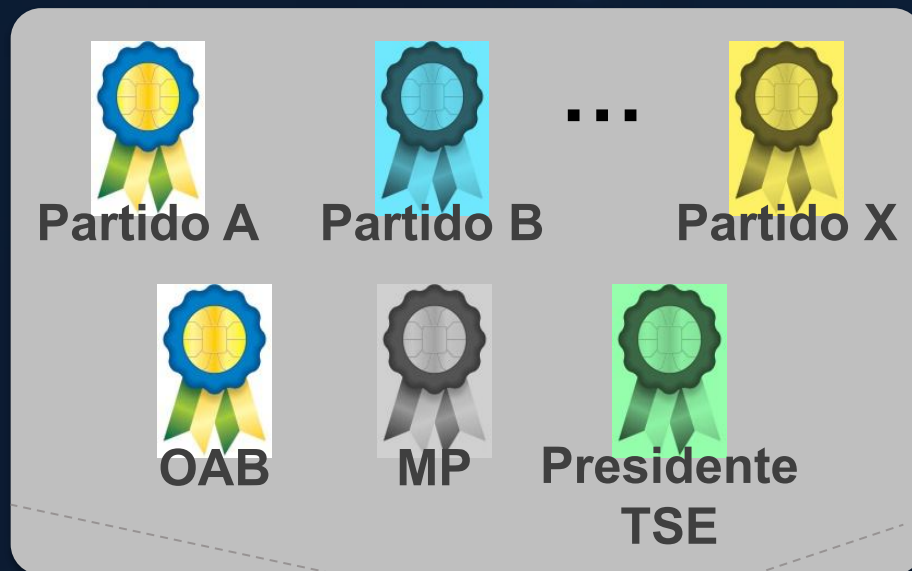 ...
Partido A
Partido B
Partido X
OAB
MP
Presidente
TSE